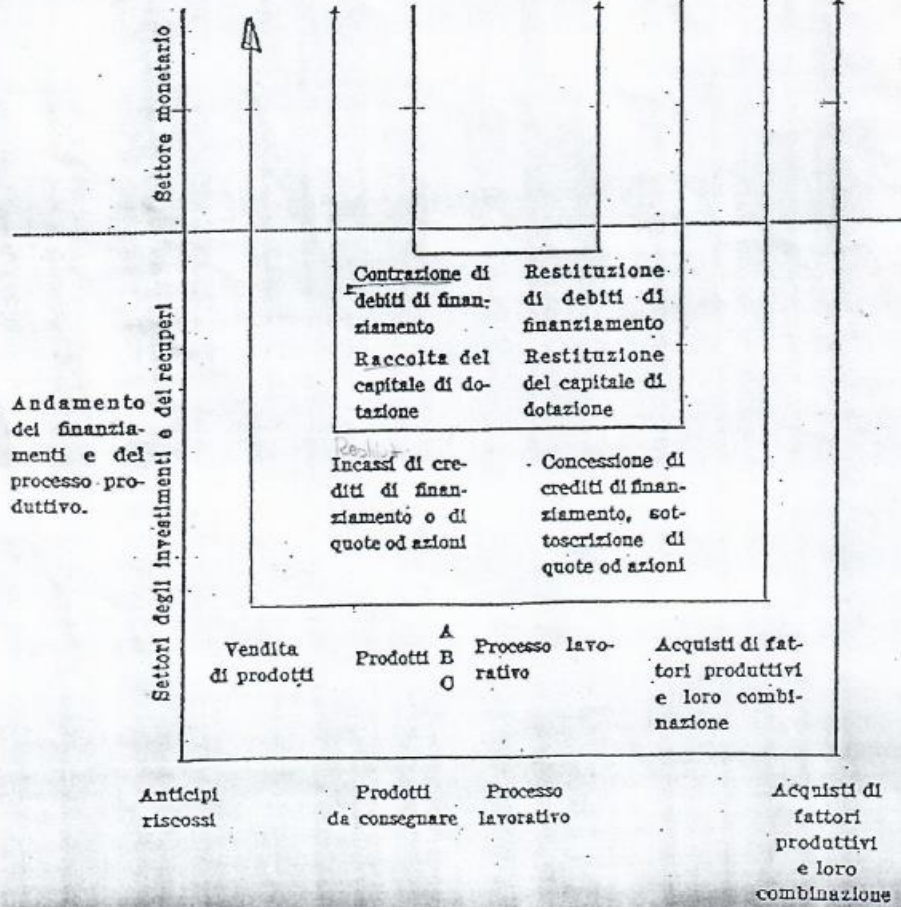 Settore monetario
Settori degli investimenti e dei recuperi
Andamento
dei finanzia-
menti e del
processo pro-
duttivo.
Contrazione di
debiti di finan-
ziamento
Restituzione
di debiti di
finanziamento
Raccolta del
capitale di do-
tazione
Restituzione
del capitale di
dotazione
Incassi di cre-
diti di finan-
ziamento o di
quote od azioni
Concessione di
crediti di finan-
ziamento, sot-
toscrizione di
quote od azioni
Vendita
di prodotti
Prodotti
A
B
C
Processo lavo-
rativo
Acquisti di fat-
tori produttivi
e loro combi-
nazione
Anticipi
riscossi
Prodotti
da consegnare
Processo
lavorativo
Acquisti di
fattori
produttivi
e loro
combinazione